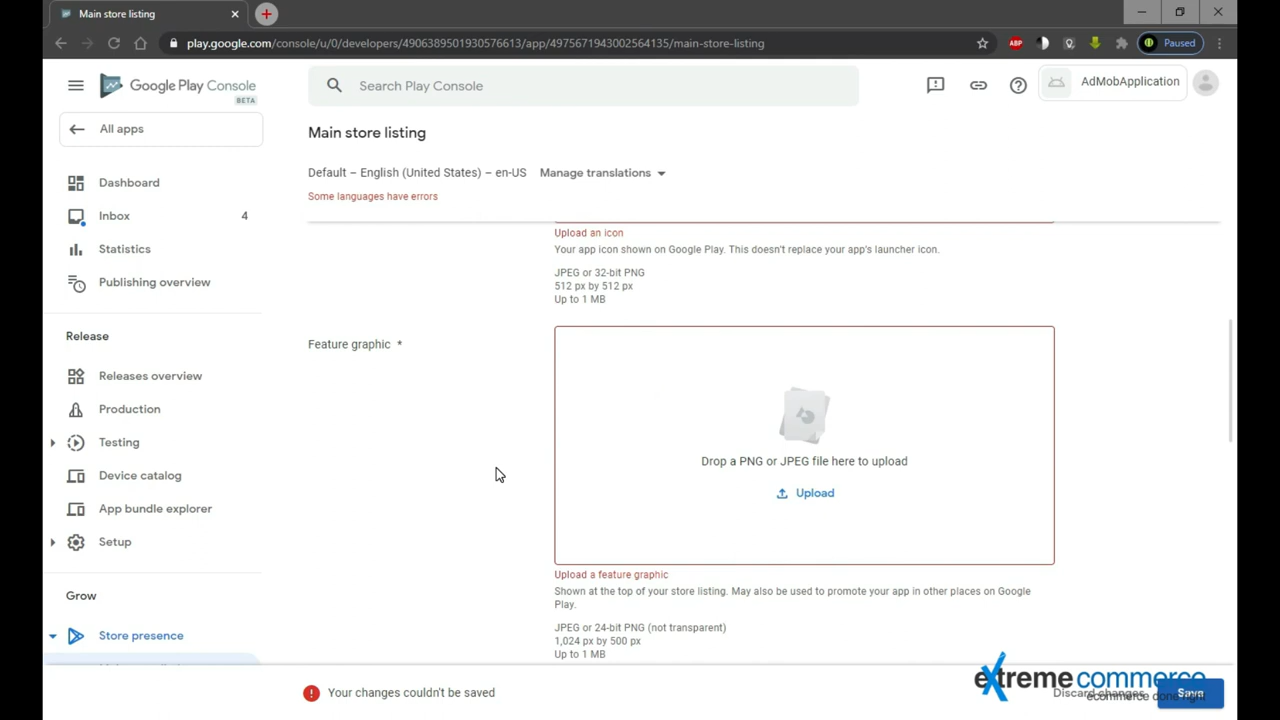 Main store listing
play.google.com/console/u/0/developers/4906389501930576613/app/4975671943002564135/main-store-listing
ABP
Paused
Google Play Console
BETA
Search Play Console
AdMobApplication
All apps
Main store listing
Default – English (United States) – en-US
Manage translations
Some languages have errors
Dashboard
Inbox
4
Statistics
Publishing overview
Release
Releases overview
Production
Testing
Device catalog
App bundle explorer
Setup
Grow
Store presence
Upload an icon
Your app icon shown on Google Play. This doesn't replace your app's launcher icon.
JPEG or 32-bit PNG
512 px by 512 px
Up to 1 MB
Feature graphic *
Drop a PNG or JPEG file here to upload
Upload
Upload a feature graphic
Shown at the top of your store listing. May also be used to promote your app in other places on Google
Play.
JPEG or 24-bit PNG (not transparent)
1,024 px by 500 px
Up to 1 MB
Your changes couldn't be saved
Discard changes
Save
extreme commerce
ecommerce done right